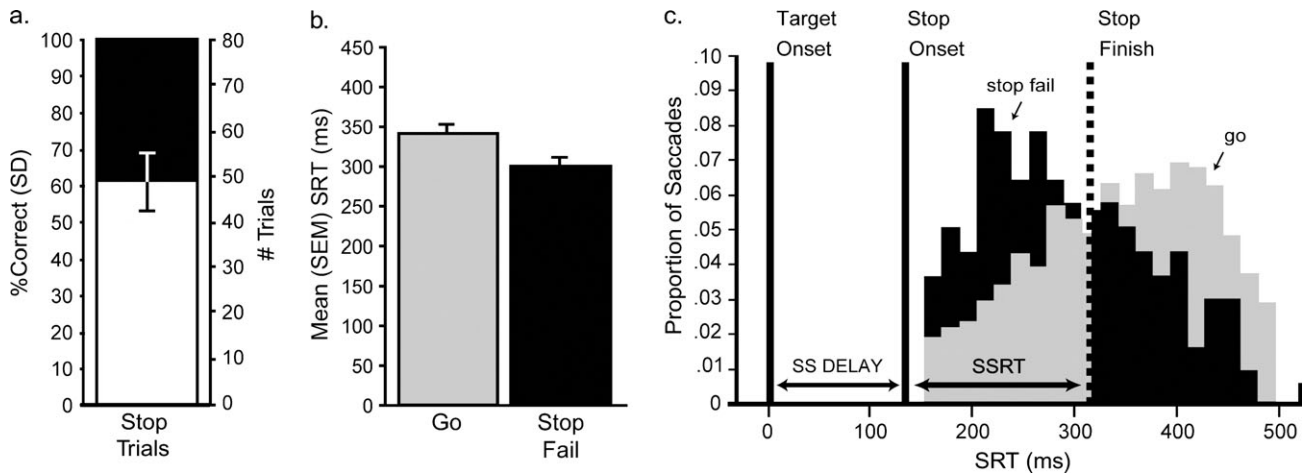 a.
100
90
80
70
60
50
40
30
20
10
0
%Correct (SD)
80
70
60
50
40
30
20
10
0
# Trials
Stop
Trials
b.
450
400
350
300
250
200
150
100
50
0
Mean (SEM) SRT (ms)
Go
Stop
Fail
c.
Target
Onset
Stop
Onset
Stop
Finish
.10
.09
.08
.07
.06
.05
.04
.03
.02
.01
0
Proportion of Saccades
stop fail
go
SS DELAY
SSRT
0
100
200
300
400
500
SRT (ms)